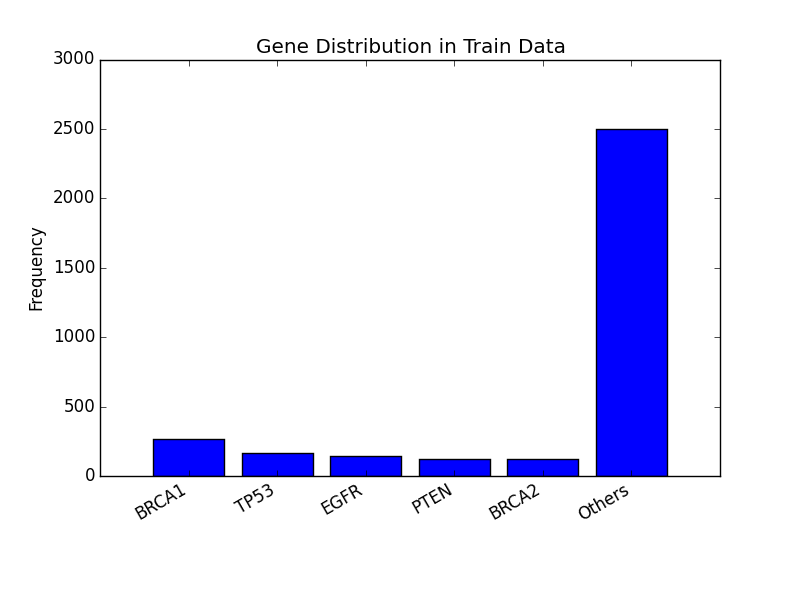 Gene Distribution in Train Data
3000
2500
2000
1500
1000
500
0
Frequency
BRCA1
TP53
EGFR
PTEN
BRCA2
Others